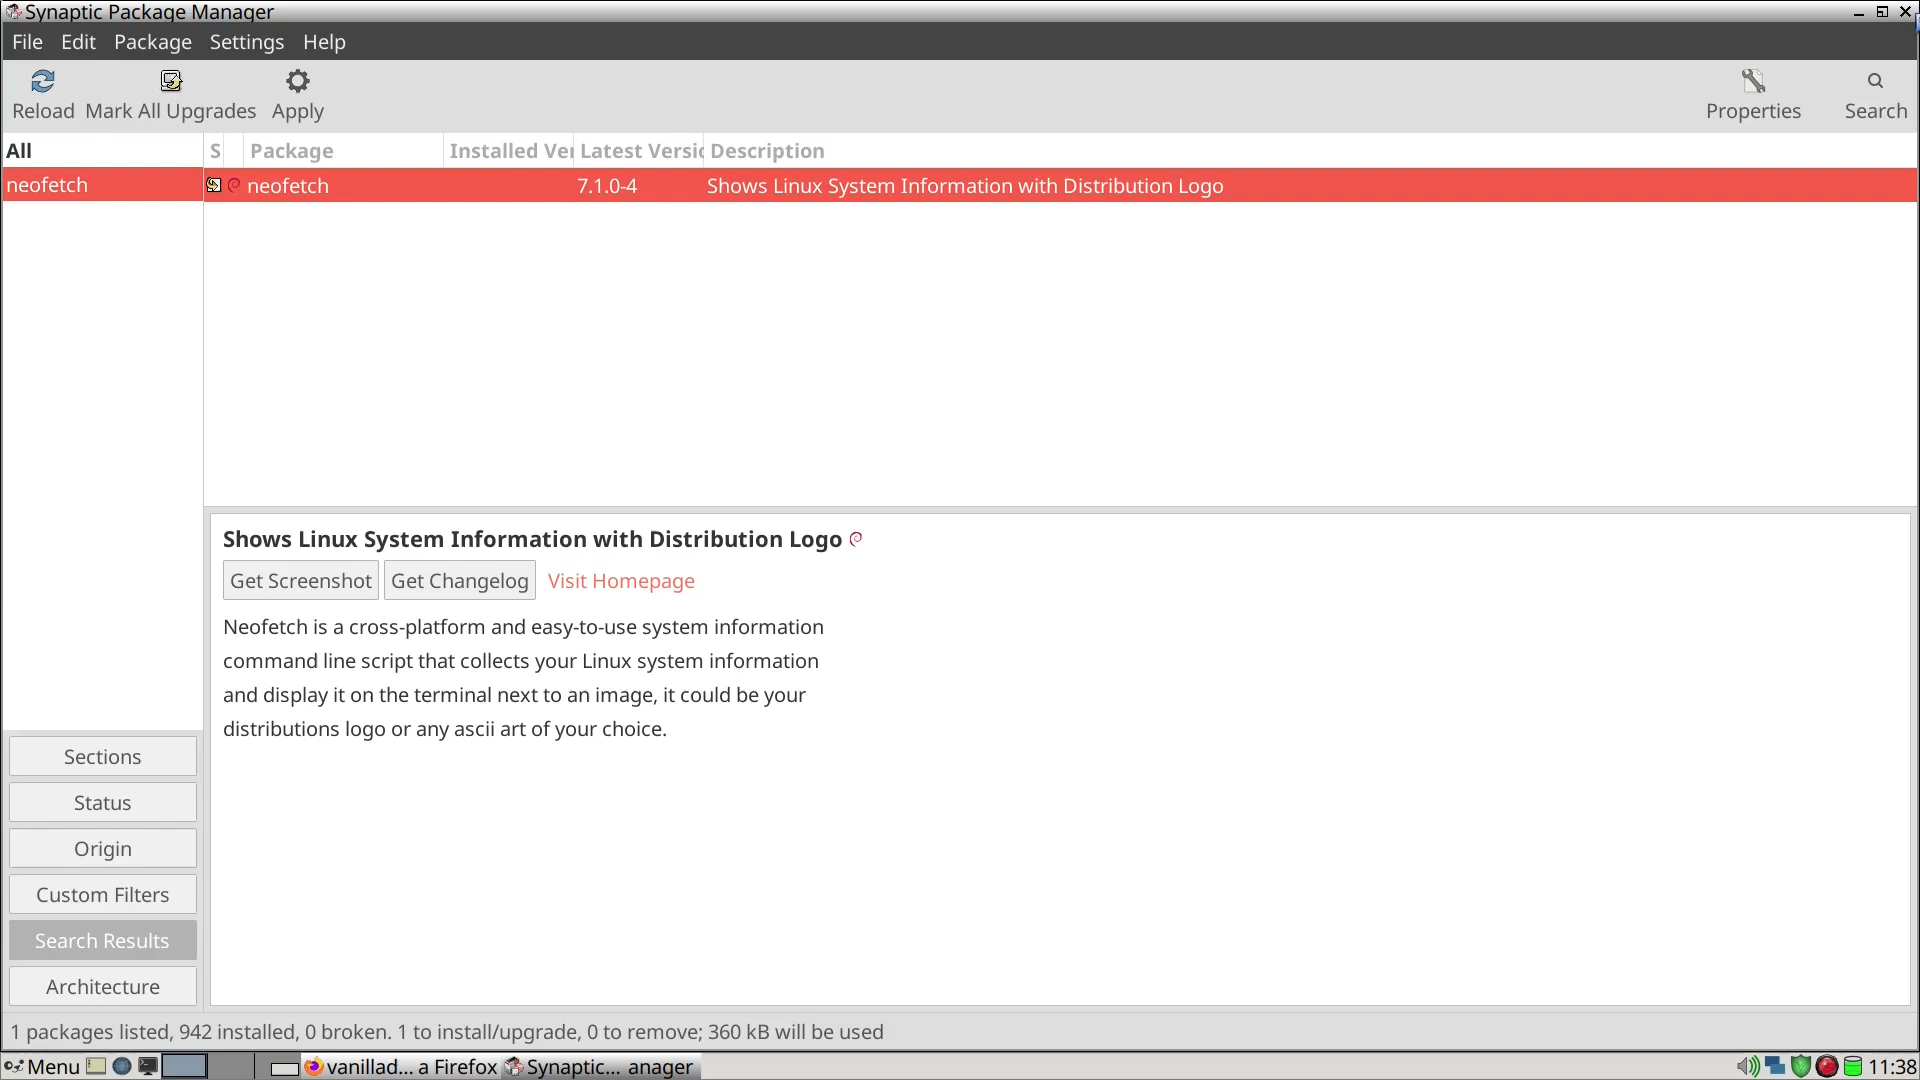 Synaptic Package Manager
File Edit Package Settings Help
Reload Mark All Upgrades Apply Properties Search
All S Package Installed Ver Latest Versic Description
neofetch neofetch 7.1.0-4 Shows Linux System Information with Distribution Logo
Shows Linux System Information with Distribution Logo
Get Screenshot Get Changelog Visit Homepage
Neofetch is a cross-platform and easy-to-use system information
command line script that collects your Linux system information
and display it on the terminal next to an image, it could be your
distributions logo or any ascii art of your choice.
Sections
Status
Origin
Custom Filters
Search Results
Architecture
1 packages listed, 942 installed, 0 broken. 1 to install/upgrade, 0 to remove; 360 kB will be used
Menu vanillad... a Firefox Synaptic... anager 11:38